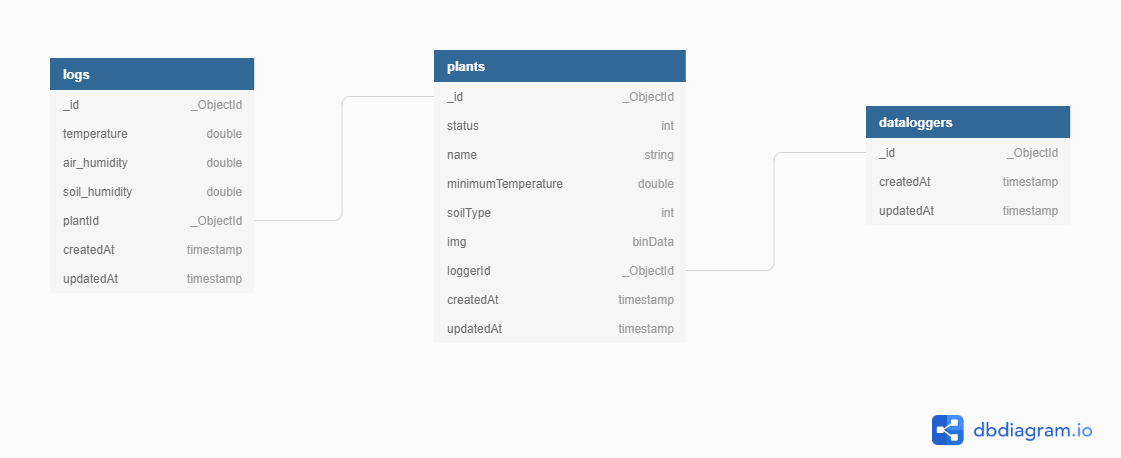 logs
_id _ObjectId
temperature double
air_humidity double
soil_humidity double
plantId _ObjectId
createdAt timestamp
updatedAt timestamp
plants
_id _ObjectId
status int
name string
minimumTemperature double
soilType int
img binData
loggerId _ObjectId
createdAt timestamp
updatedAt timestamp
dataloggers
_id _ObjectId
createdAt timestamp
updatedAt timestamp
dbdiagram.io